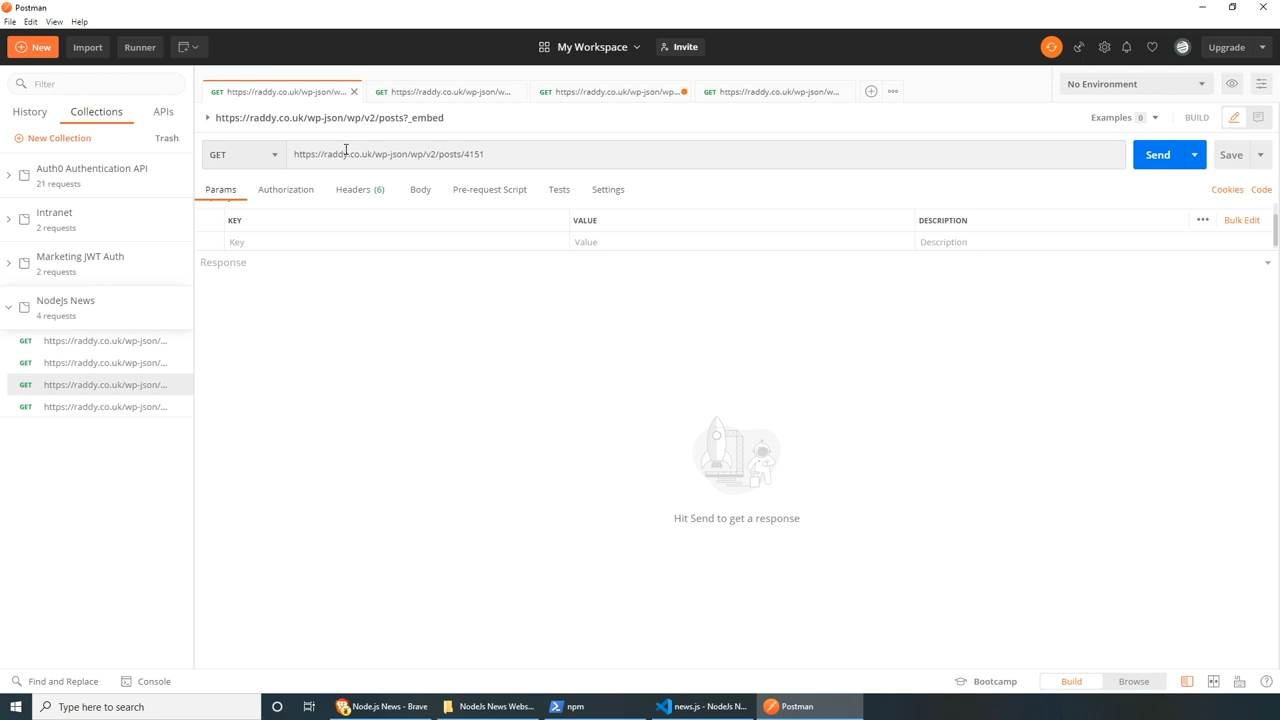 Postman
File Edit View Help
New Import Runner My Workspace Invite Upgrade
Filter
History Collections APIs
New Collection Trash
Auth0 Authentication API
21 requests
Intranet
2 requests
Marketing JWT Auth
2 requests
NodeJs News
4 requests
GET https://raddy.co.uk/wp-json/...
GET https://raddy.co.uk/wp-json/...
GET https://raddy.co.uk/wp-json/...
GET https://raddy.co.uk/wp-json/...
GET https://raddy.co.uk/wp-json/w... GET https://raddy.co.uk/wp-json/w... GET https://raddy.co.uk/wp-json/wp... GET https://raddy.co.uk/wp-json/w... No Environment
https://raddy.co.uk/wp-json/wp/v2/posts?_embed Examples 0 BUILD
GET https://raddy.co.uk/wp-json/wp/v2/posts/4151 Send Save
Params Authorization Headers (6) Body Pre-request Script Tests Settings Cookies Code
KEY VALUE DESCRIPTION Bulk Edit
Key Value Description
Response
Hit Send to get a response
Find and Replace Console Bootcamp Build Browse
Type here to search Node.js News - Brave NodeJs News Webs... npm news.js - NodeJs N... Postman